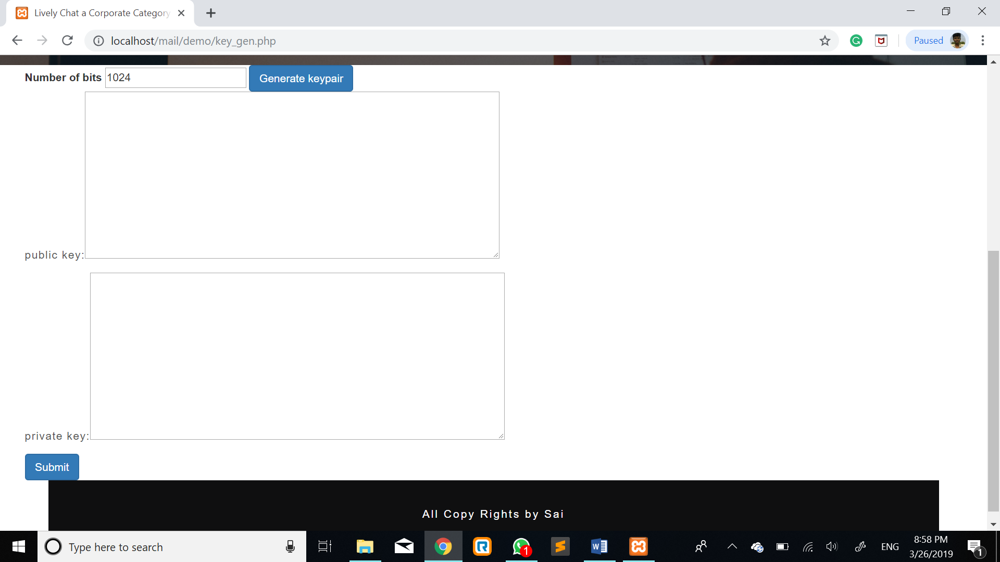 Lively Chat a Corporate Category
localhost/mail/demo/key_gen.php
Paused
Number of bits 1024 Generate keypair
public key:
private key:
Submit
All Copy Rights by Sai
Type here to search
1
ENG
8:58 PM
3/26/2019
1